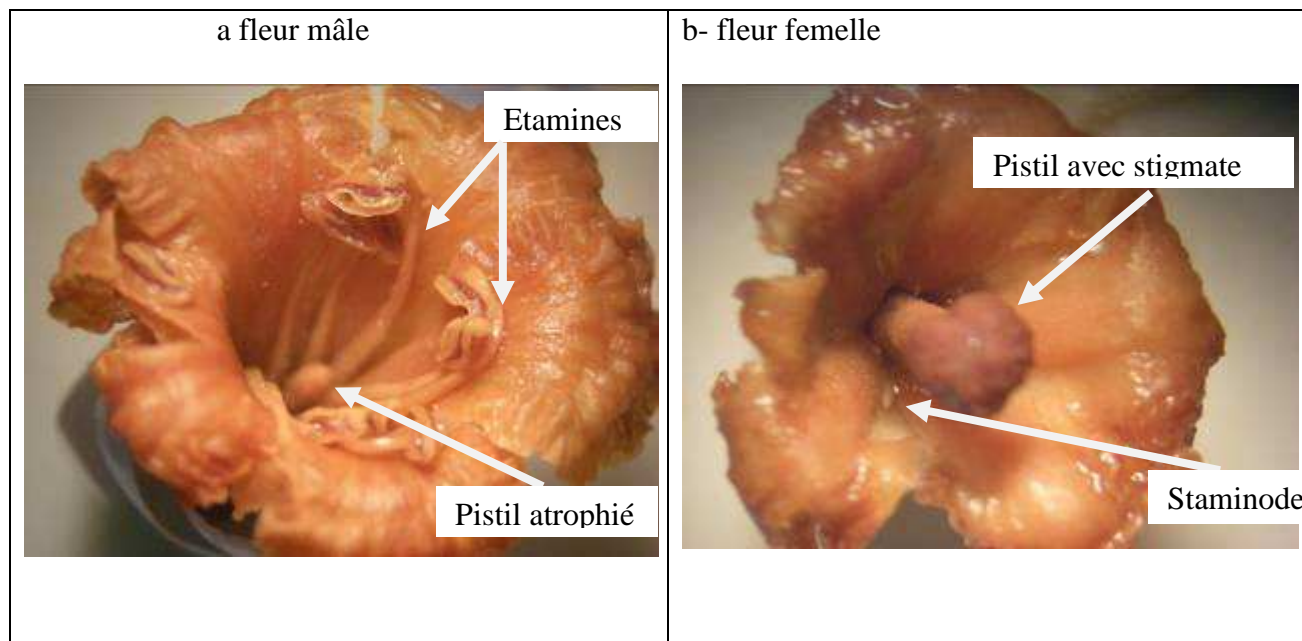 a fleur mâle
b- fleur femelle
Etamines
Pistil atrophié
Pistil avec stigmate
Staminode